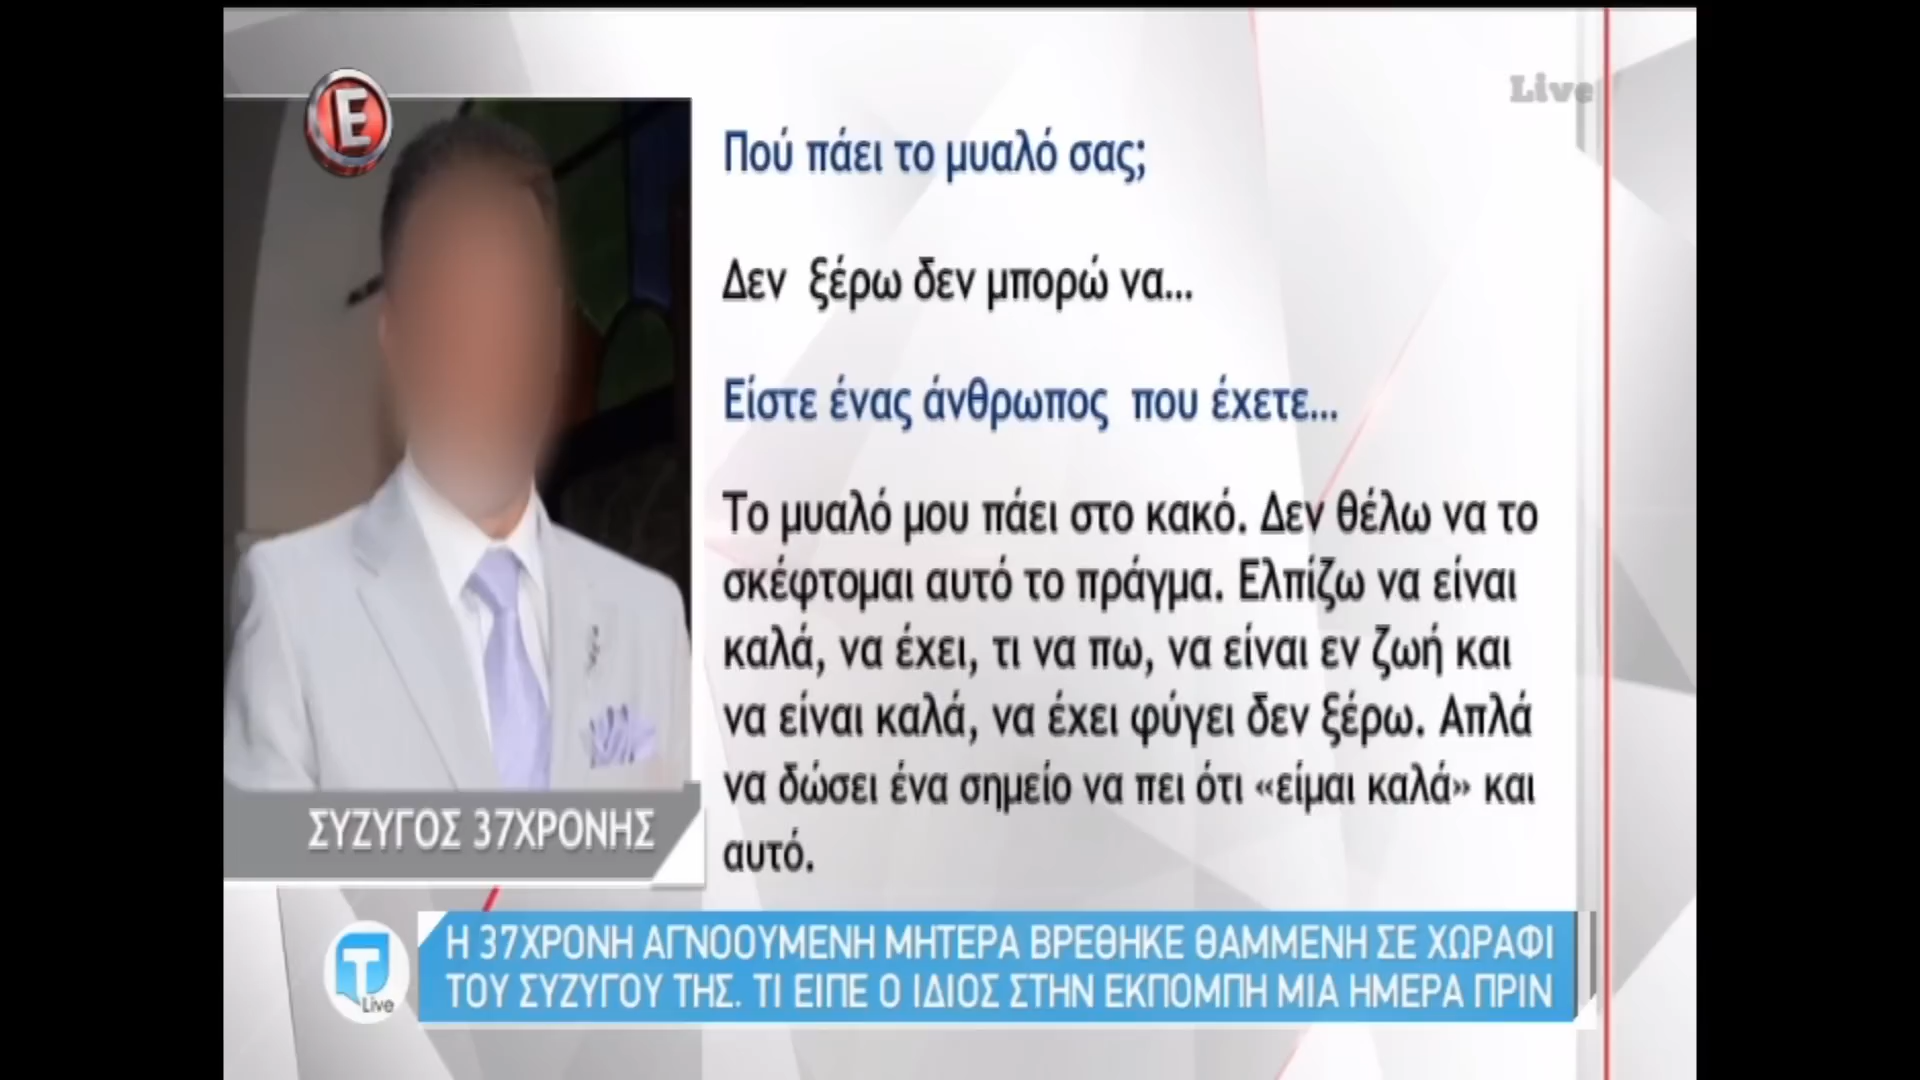 E
Live
Πού πάει το μυαλό σας;
Δεν ξέρω δεν μπορώ να...
Είστε ένας άνθρωπος που έχετε...
Το μυαλό μου πάει στο κακό. Δεν θέλω να το
σκέφτομαι αυτό το πράγμα. Ελπίζω να είναι
καλά, να έχει, τι να πω, να είναι εν ζωή και
να είναι καλά, να έχει φύγει δεν ξέρω. Απλά
να δώσει ένα σημείο να πει ότι «είμαι καλά» και
αυτό.
ΣΥΖΥΓΟΣ 37ΧΡΟΝΗΣ
T
Live
Η 37ΧΡΟΝΗ ΑΓΝΟΟΥΜΕΝΗ ΜΗΤΕΡΑ ΒΡΕΘΗΚΕ ΘΑΜΜΕΝΗ ΣΕ ΧΩΡΑΦΙ
ΤΟΥ ΣΥΖΥΓΟΥ ΤΗΣ. ΤΙ ΕΙΠΕ Ο ΙΔΙΟΣ ΣΤΗΝ ΕΚΠΟΜΠΗ ΜΙΑ ΗΜΕΡΑ ΠΡΙΝ